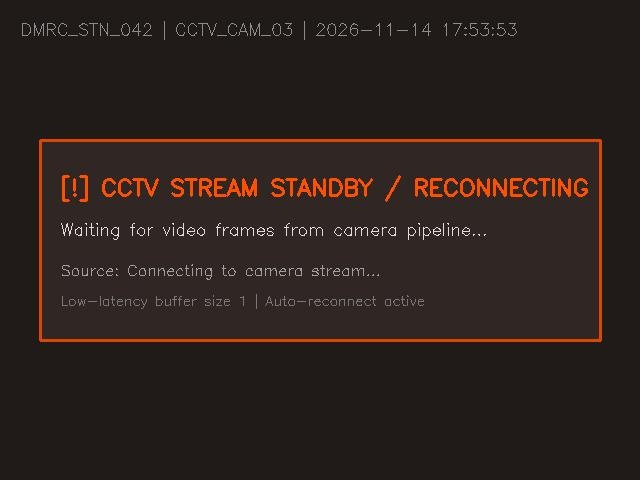 DMRC_STN_042 | CCTV_CAM_03 | 2026-11-14 17:53:53
[!] CCTV STREAM STANDBY / RECONNECTING
Waiting for video frames from camera pipeline...
Source: Connecting to camera stream...
Low-latency buffer size 1 | Auto-reconnect active